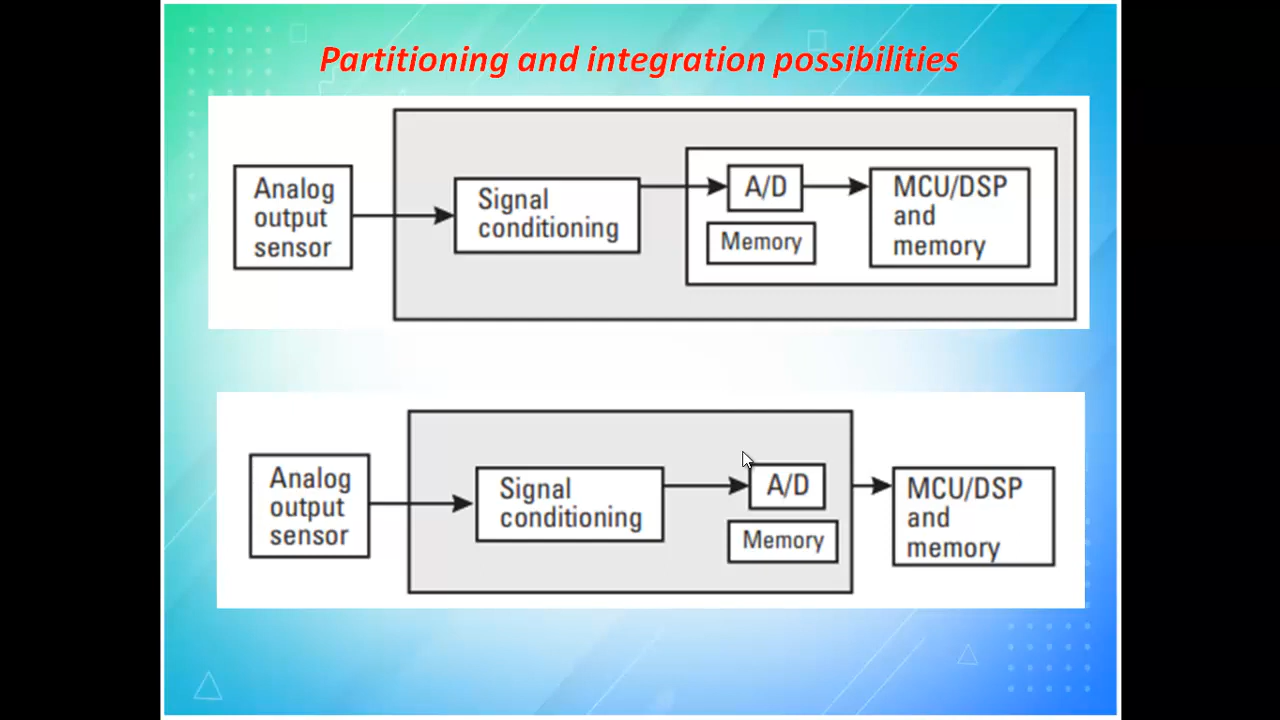 Partitioning and integration possibilities
Analog
output
sensor
Signal
conditioning
A/D
Memory
MCU/DSP
and
memory
Analog
output
sensor
Signal
conditioning
A/D
Memory
MCU/DSP
and
memory